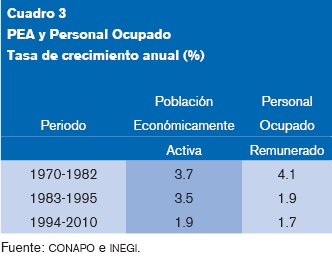 Cuadro 3
PEA y Personal Ocupado
Tasa de crecimiento anual (%)
Población Personal
Periodo Económicamente Ocupado
Activa Remunerado
1970-1982 3.7 4.1
1983-1995 3.5 1.9
1994-2010 1.9 1.7
Fuente: CONAPO e INEGI.